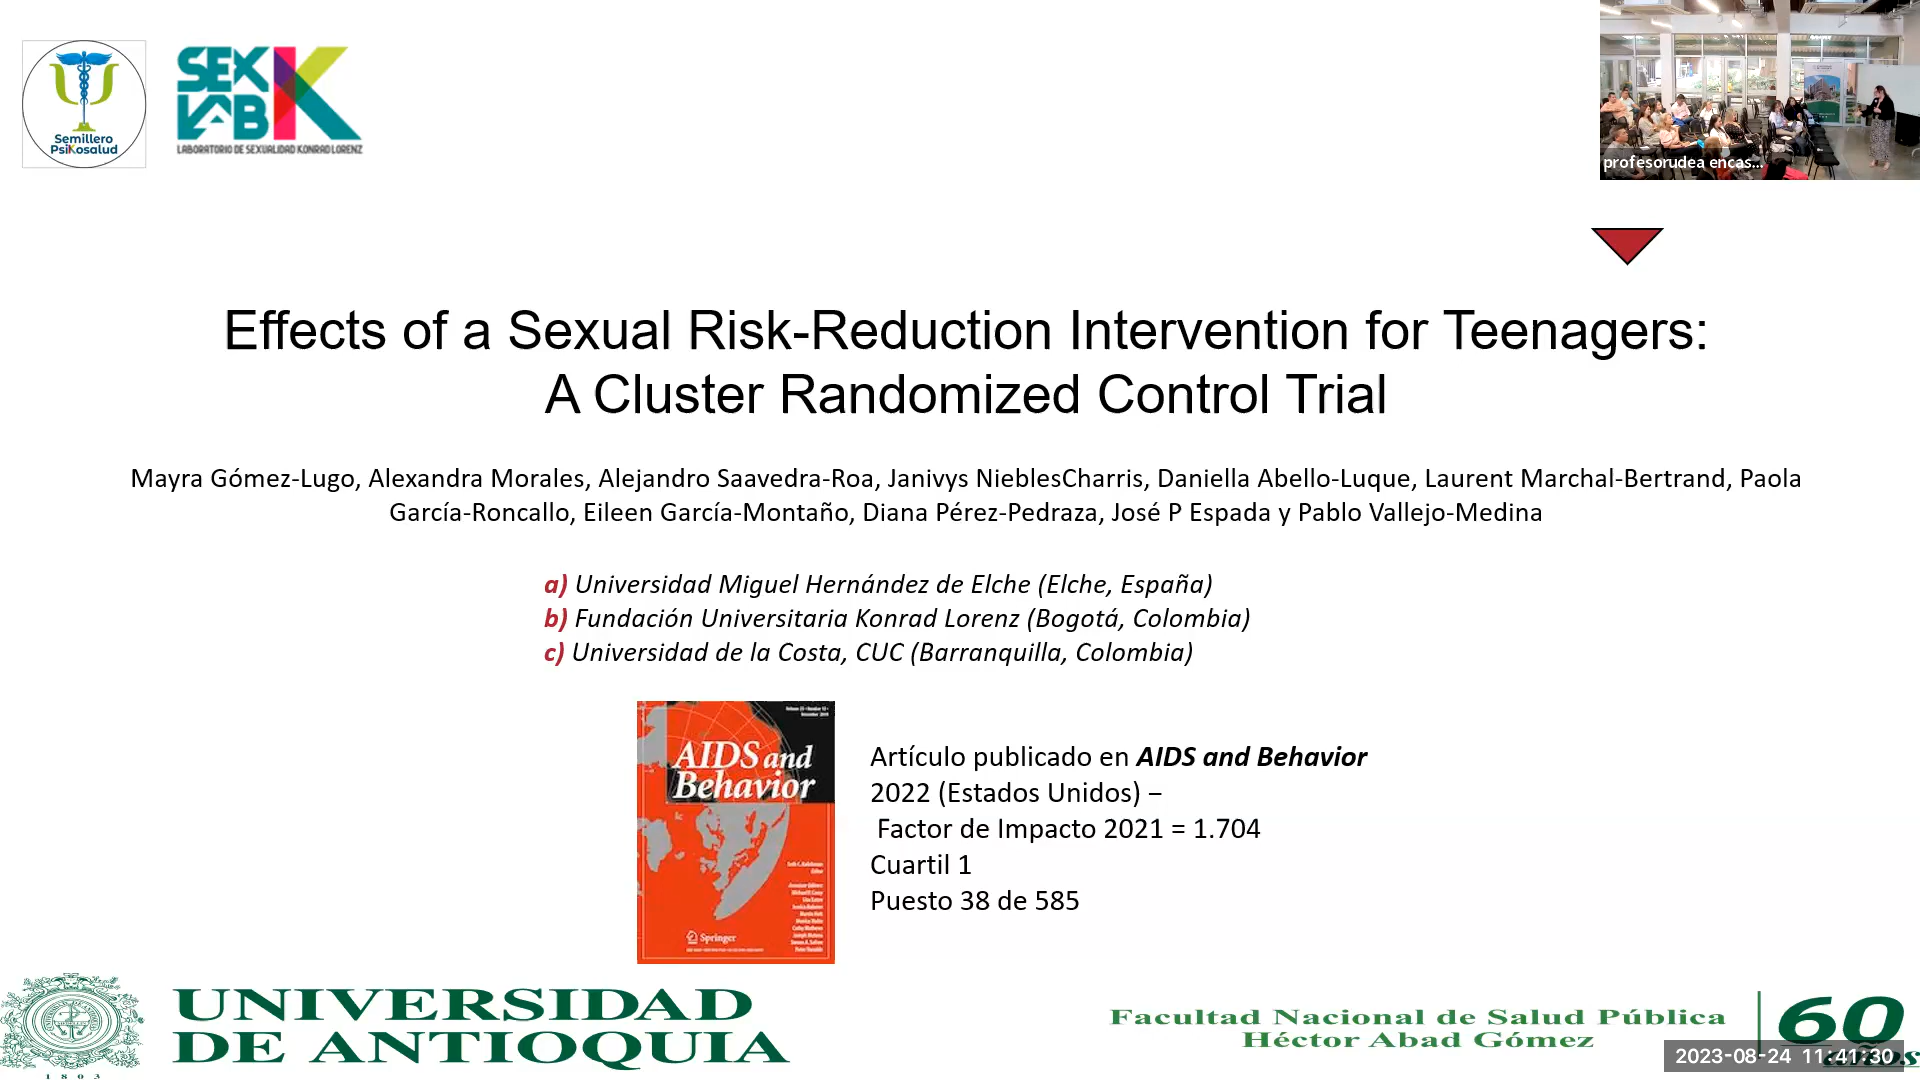 Semillero
PsiKosalud
SEX
LAB K
LABORATORIO DE SEXUALIDAD KONRAD LORENZ
profesorudea encas...
Effects of a Sexual Risk-Reduction Intervention for Teenagers:
A Cluster Randomized Control Trial
Mayra Gómez-Lugo, Alexandra Morales, Alejandro Saavedra-Roa, Janivys NieblesCharris, Daniella Abello-Luque, Laurent Marchal-Bertrand, Paola
García-Roncallo, Eileen García-Montaño, Diana Pérez-Pedraza, José P Espada y Pablo Vallejo-Medina
a) Universidad Miguel Hernández de Elche (Elche, España)
b) Fundación Universitaria Konrad Lorenz (Bogotá, Colombia)
c) Universidad de la Costa, CUC (Barranquilla, Colombia)
AIDS and
Behavior
Springer
Artículo publicado en AIDS and Behavior
2022 (Estados Unidos) –
Factor de Impacto 2021 = 1.704
Cuartil 1
Puesto 38 de 585
UNIVERSIDAD
DE ANTIOQUIA
1803
Facultad Nacional de Salud Pública
Héctor Abad Gómez
60
años
2023-08-24 11:41:30